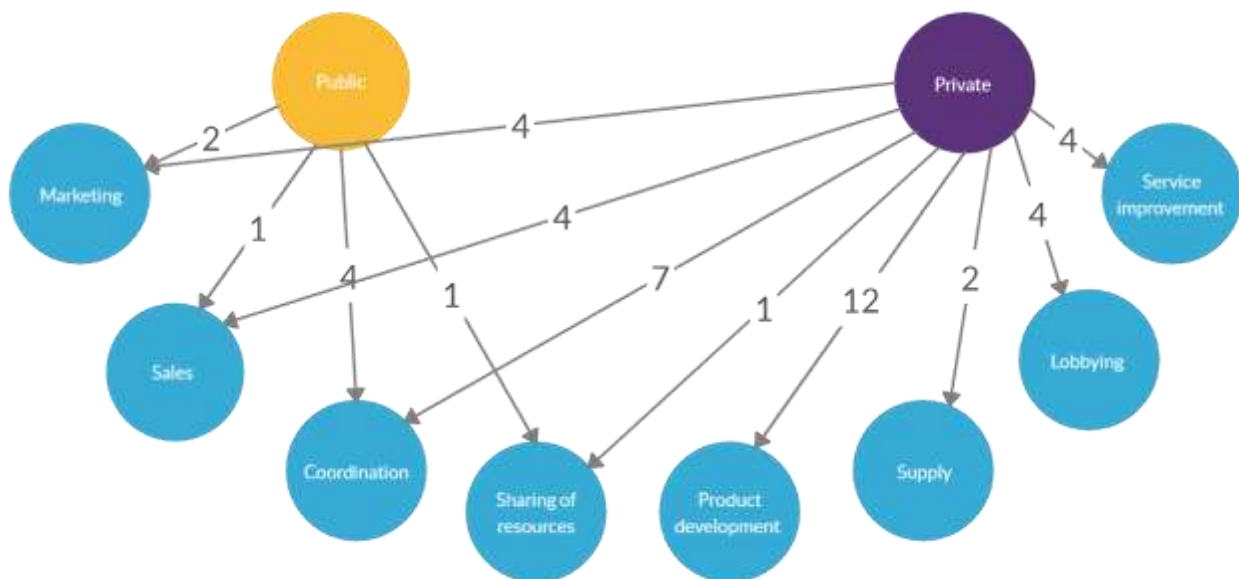 Public
Private
2
4
4
Marketing
Service
improvement
1
4
4
4
1
7
1
12
2
Lobbying
Sales
Coordination
Sharing of
resources
Product
development
Supply